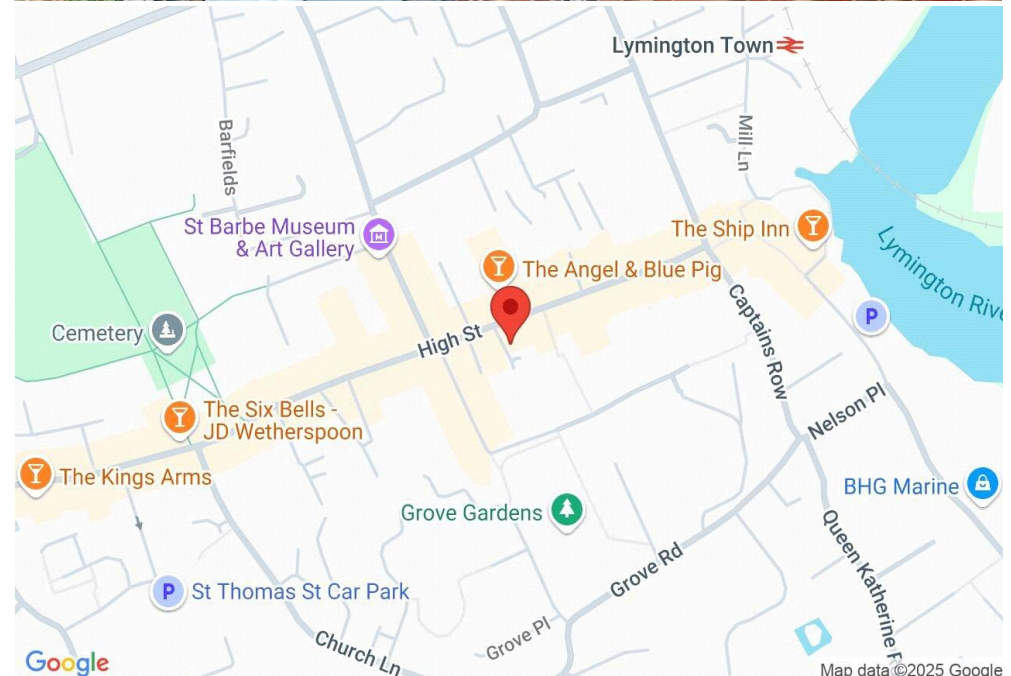 Lymington Town
Barfields
Mill Ln
St Barbe Museum
& Art Gallery
The Ship Inn
The Angel & Blue Pig
Lymington Rive
P
Cemetery
High St
Captains Row
The Six Bells -
JD Wetherspoon
Nelson Pl
The Kings Arms
BHG Marine
Grove Gardens
Queen Katherine R
Grove Rd
P
St Thomas St Car Park
Grove Pl
Church Ln
Google
Map data ©2025 Google